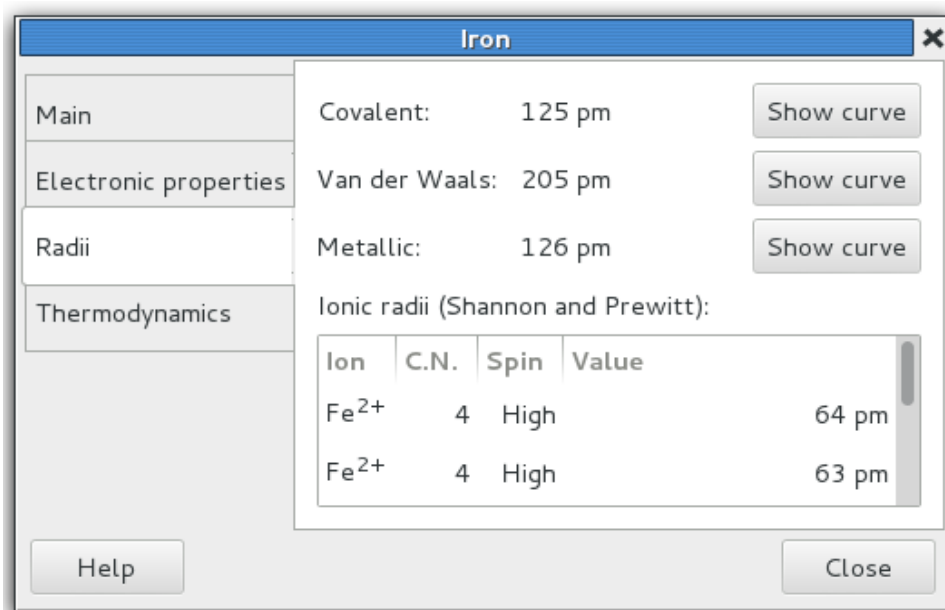 Iron
Main
Electronic properties
Radii
Thermodynamics
Covalent: 125 pm Show curve
Van der Waals: 205 pm Show curve
Metallic: 126 pm Show curve
Ionic radii (Shannon and Prewitt):
Ion C.N. Spin Value
Fe²⁺ 4 High 64 pm
Fe²⁺ 4 High 63 pm
Help
Close